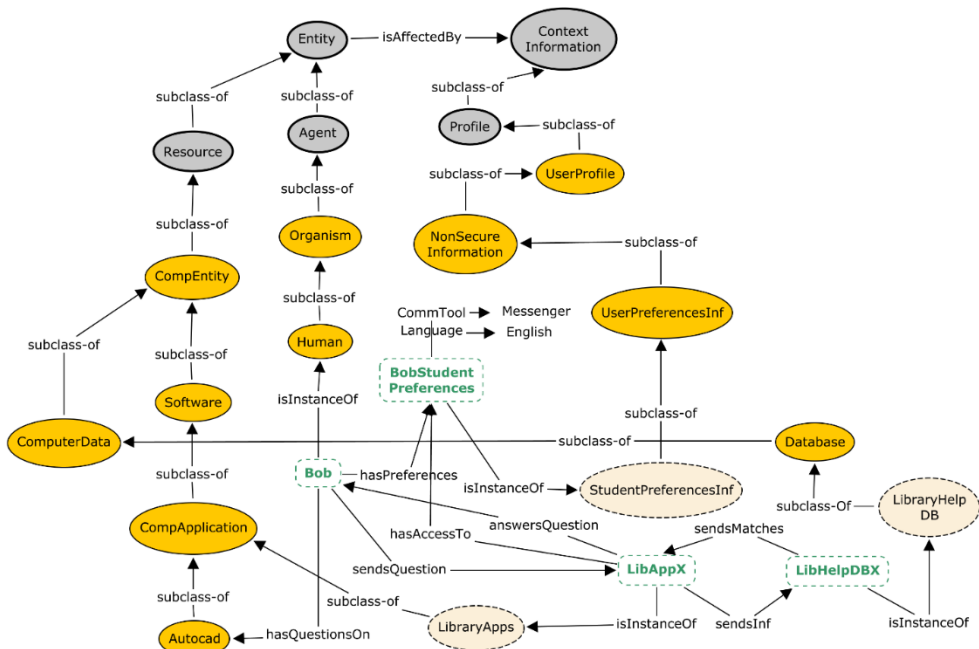 Entity
isAffectedBy
Context
Information
subclass-of
subclass-of
subclass-of
Resource
Agent
Profile
subclass-of
subclass-of
UserProfile
subclass-of
subclass-of
Organism
NonSecure
Information
subclass-of
CompEntity
subclass-of
CommTool
Messenger
UserPreferencesInf
Language
English
subclass-of
subclass-of
Human
BobStudent
Preferences
isInstanceOf
Software
subclass-of
ComputerData
subclass-of
Database
subclass-of
Bob
hasPreferences
isInstanceOf
StudentPreferencesInf
subclass-Of
LibraryHelp
DB
CompApplication
answersQuestion
hasAccessTo
sendsMatches
sendsQuestion
LibAppX
LibHelpDBX
subclass-of
subclass-of
Autocad
hasQuestionsOn
LibraryApps
isInstanceOf
sendsInf
isInstanceOf